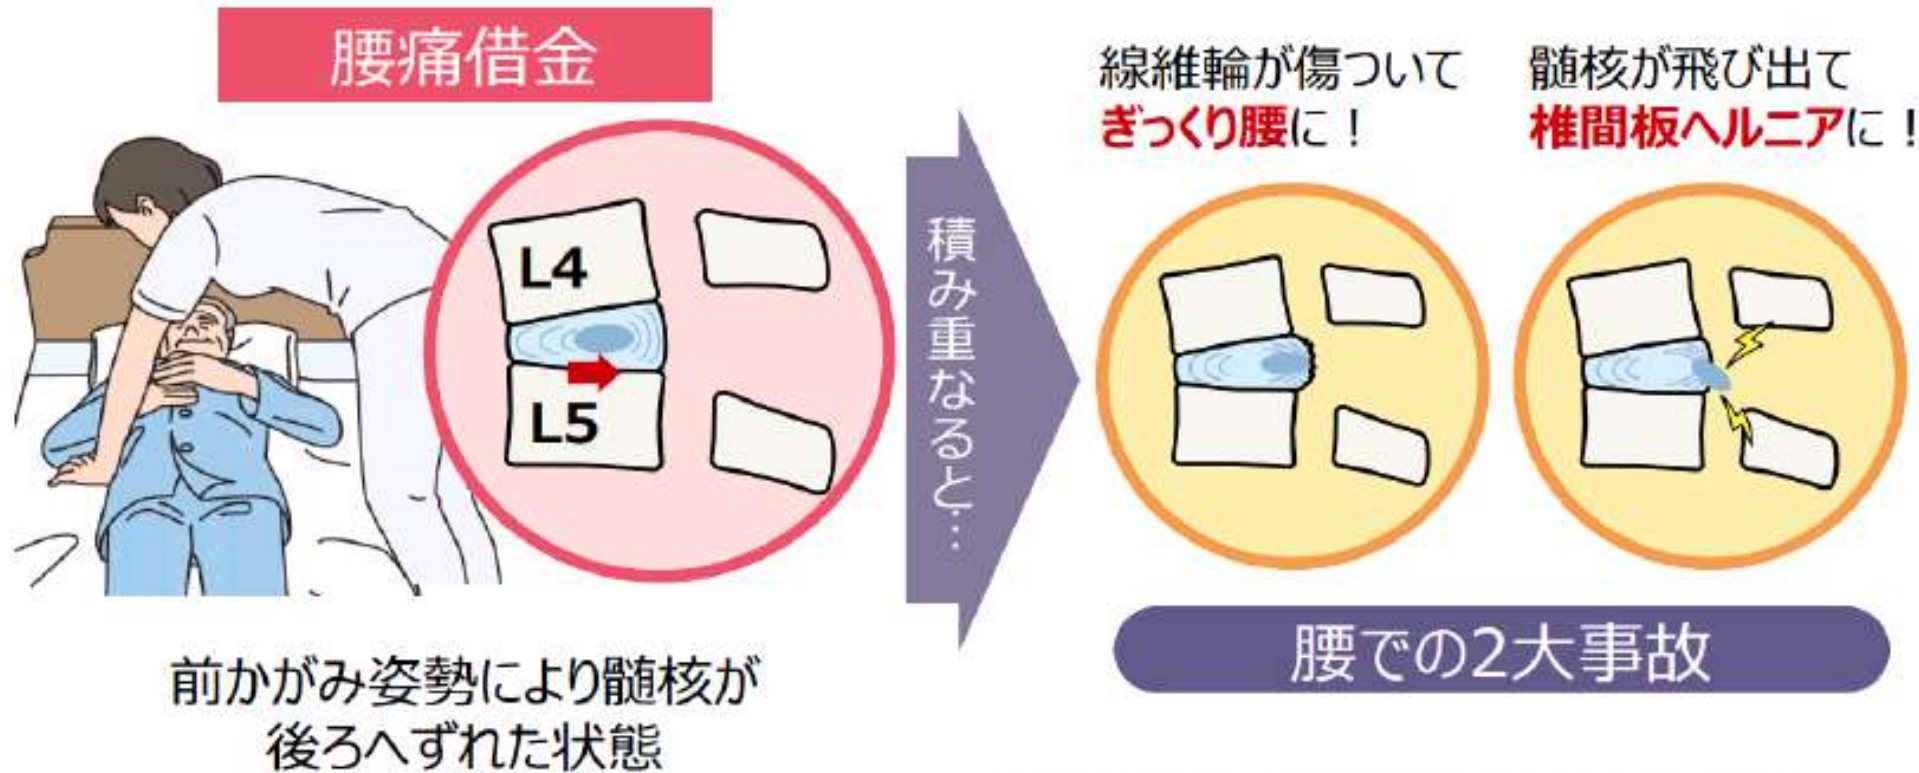 腰痛借金
L4
L5
前かがみ姿勢により髄核が
後ろへずれた状態
積み重なると…
線維輪が傷ついて
ぎっくり腰に！
髄核が飛び出て
椎間板ヘルニアに！
腰での2大事故